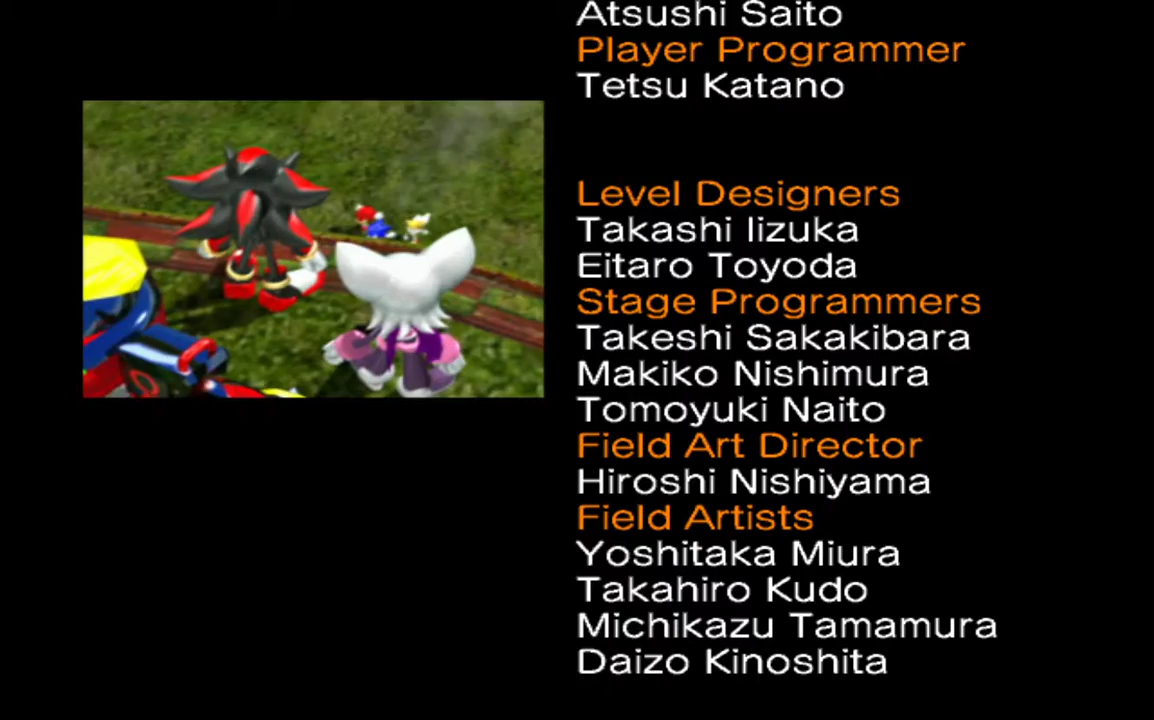 Atsushi Saito
Player Programmer
Tetsu Katano
Level Designers
Takashi Iizuka
Eitaro Toyoda
Stage Programmers
Takeshi Sakakibara
Makiko Nishimura
Tomoyuki Naito
Field Art Director
Hiroshi Nishiyama
Field Artists
Yoshitaka Miura
Takahiro Kudo
Michikazu Tamamura
Daizo Kinoshita